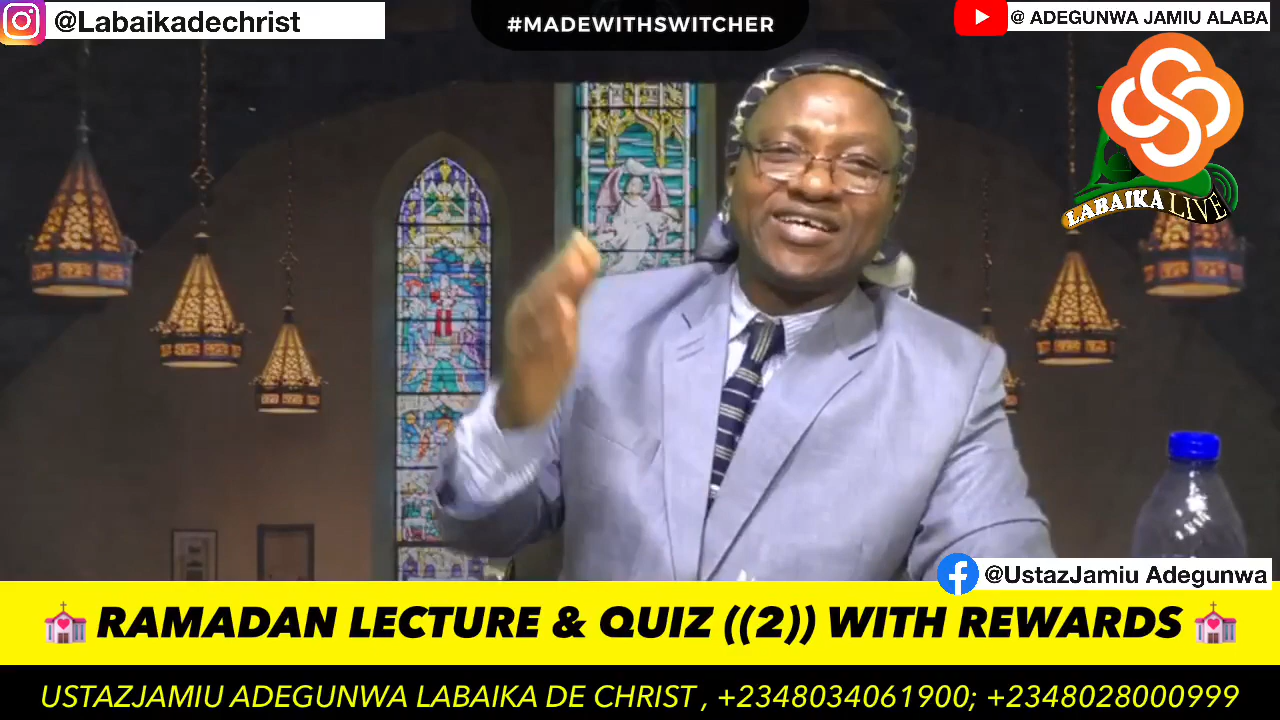 @Labaikadechrist
#MADEWITHSWITCHER
@ ADEGUNWA JAMIU ALABA
LABAIKA LIVE
@UstazJamiu Adegunwa
RAMADAN LECTURE & QUIZ ((2)) WITH REWARDS
USTAZJAMIU ADEGUNWA LABAIKA DE CHRIST , +2348034061900; +2348028000999